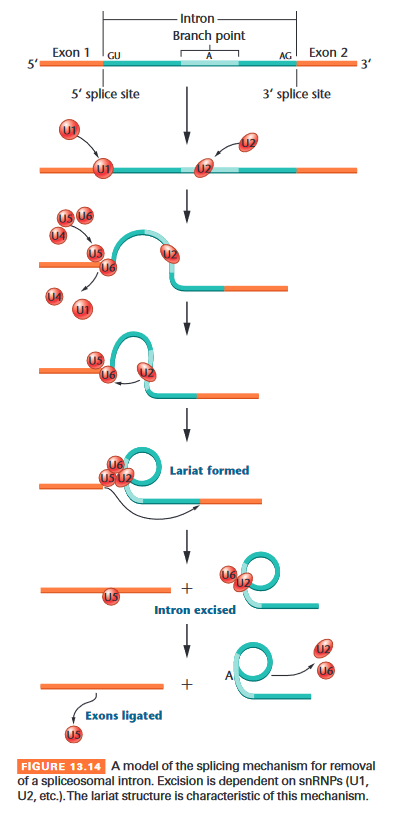 Intron
Branch point
Exon 1 GU A AG Exon 2
5′ 3′
5′ splice site 3′ splice site
U1 U2
U1 U2
U5 U6
U4
U5 U2
U6
U4
U1
U5
U6 U2
U6
U5 U2
Lariat formed
+
U6
U5 U2
Intron excised
U2
A U6
+
Exons ligated
U5
FIGURE 13.14 A model of the splicing mechanism for removal
of a spliceosomal intron. Excision is dependent on snRNPs (U1,
U2, etc.).The lariat structure is characteristic of this mechanism.